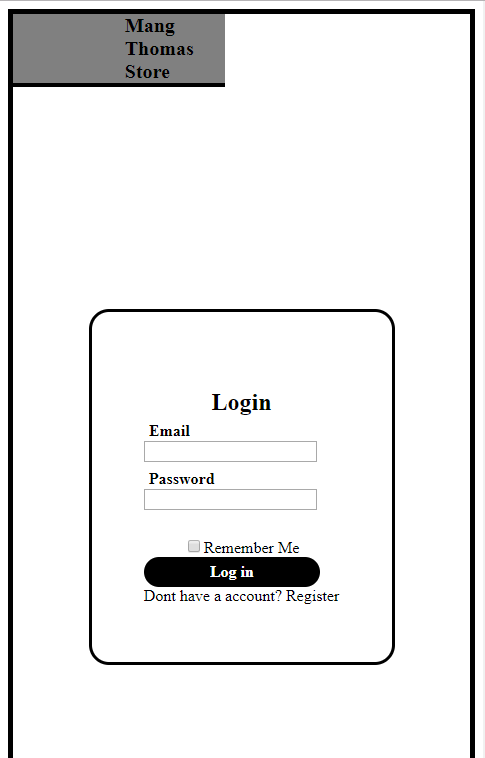 Mang
Thomas
Store
Login
Email
Password
Remember Me
Log in
Dont have a account? Register